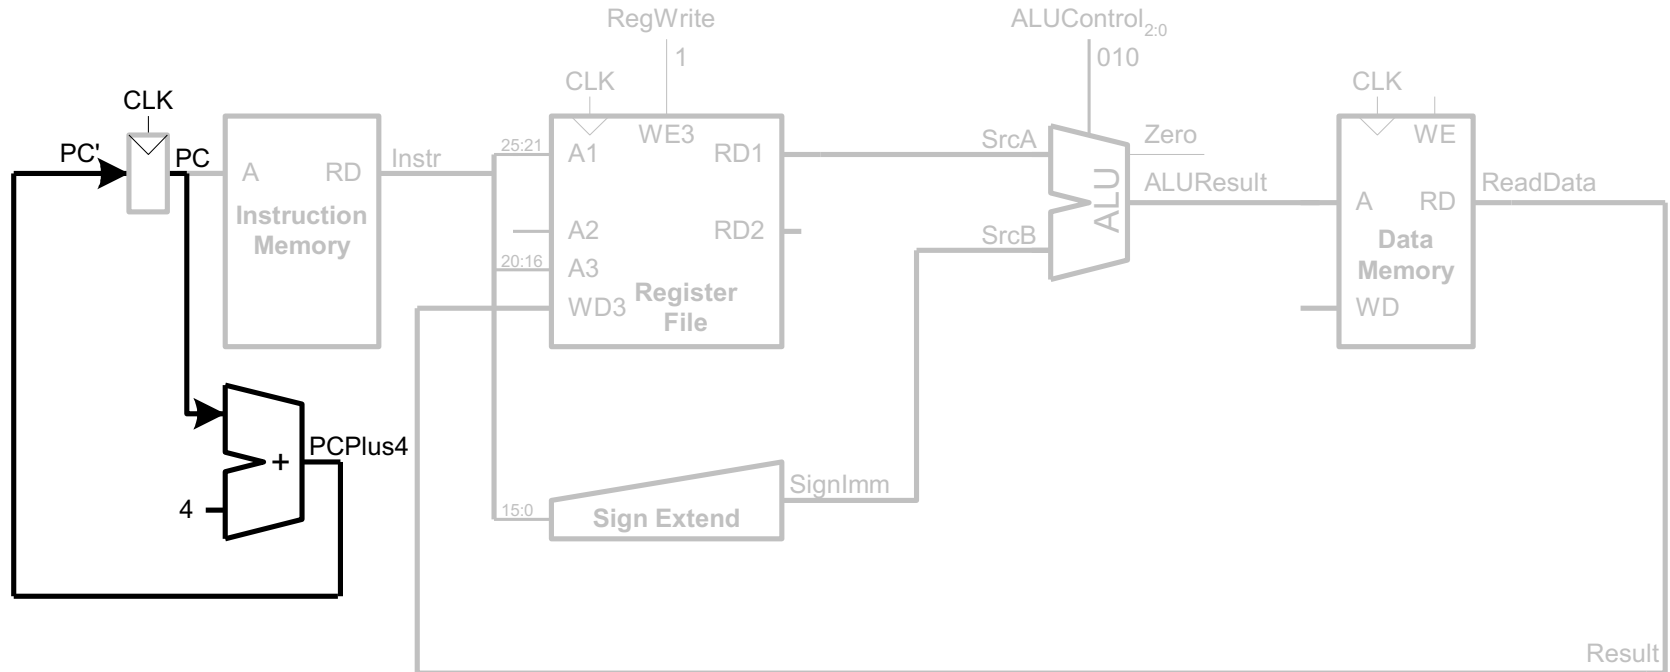 RegWrite
1
ALUControl2:0
010
CLK
PC'
PC
A
RD
Instruction
Memory
Instr
25:21
20:16
15:0
CLK
WE3
A1
RD1
A2
RD2
A3
WD3
Register
File
SrcA
SrcB
ALU
Zero
ALUResult
CLK
WE
A
RD
Data
Memory
WD
ReadData
+
PCPlus4
4
Sign Extend
SignImm
Result